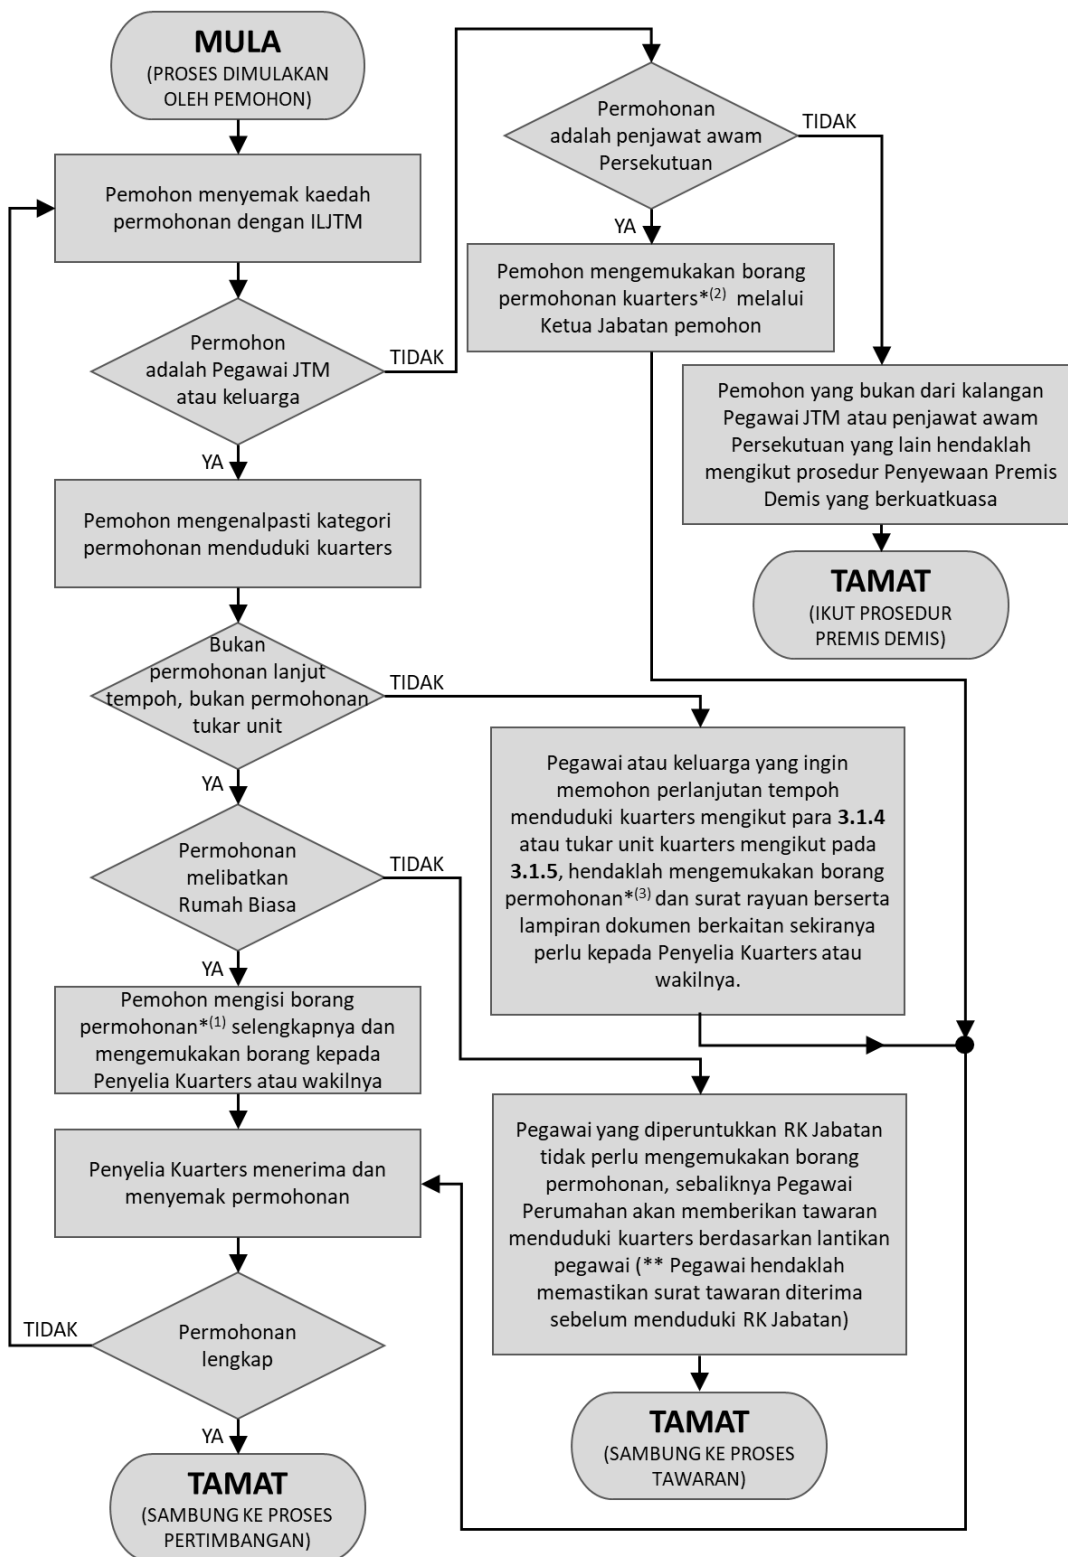 MULA
(PROSES DIMULAKAN
OLEH PEMOHON)
Pemohon menyemak kaedah
permohonan dengan ILJTM
Permohon
adalah Pegawai JTM
atau keluarga
TIDAK
YA
Permohonan
adalah penjawat awam
Persekutuan
TIDAK
YA
Pemohon mengemukakan borang
permohonan kuarters*(2) melalui
Ketua Jabatan pemohon
Pemohon yang bukan dari kalangan
Pegawai JTM atau penjawat awam
Persekutuan yang lain hendaklah
mengikut prosedur Penyewaan Premis
Demis yang berkuatkuasa
TAMAT
(IKUT PROSEDUR
PREMIS DEMIS)
Pemohon mengenalpasti kategori
permohonan menduduki kuarters
Bukan
permohonan lanjut
tempoh, bukan permohonan
tukar unit
TIDAK
YA
Pegawai atau keluarga yang ingin
memohon perlanjutan tempoh
menduduki kuarters mengikut para 3.1.4
atau tukar unit kuarters mengikut pada
3.1.5, hendaklah mengemukakan borang
permohonan*(3) dan surat rayuan berserta
lampiran dokumen berkaitan sekiranya
perlu kepada Penyelia Kuarters atau
wakilnya.
Permohonan
melibatkan
Rumah Biasa
TIDAK
YA
Pemohon mengisi borang
permohonan*(1) selengkapnya dan
mengemukakan borang kepada
Penyelia Kuarters atau wakilnya
Pegawai yang diperuntukkan RK Jabatan
tidak perlu mengemukakan borang
permohonan, sebaliknya Pegawai
Perumahan akan memberikan tawaran
menduduki kuarters berdasarkan lantikan
pegawai (** Pegawai hendaklah
memastikan surat tawaran diterima
sebelum menduduki RK Jabatan)
TAMAT
(SAMBUNG KE PROSES
TAWARAN)
Penyelia Kuarters menerima dan
menyemak permohonan
Permohonan
lengkap
TIDAK
YA
TAMAT
(SAMBUNG KE PROSES
PERTIMBANGAN)